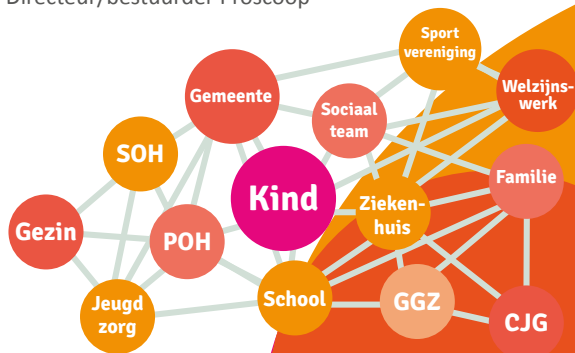 Directeur/bestuurder Proscoop
Sport
vereniging
Welzijns-
werk
Gemeente
Sociaal
team
SOH
Kind
Familie
Zieken-
huis
Gezin
POH
Jeugd
zorg
School
GGZ
CJG